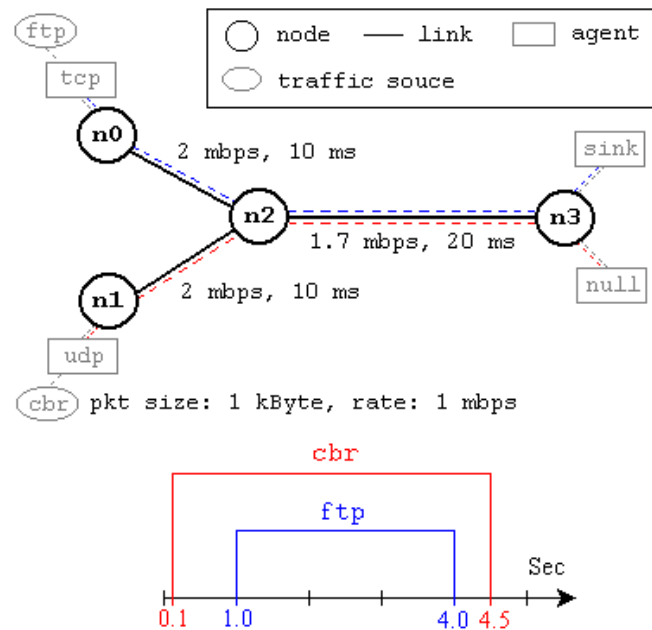 ftp
node link agent
traffic souce
tcp
n0
2 mbps, 10 ms
sink
n2
n3
1.7 mbps, 20 ms
n1
2 mbps, 10 ms
null
udp
cbr pkt size: 1 kByte, rate: 1 mbps
cbr
ftp
Sec
0.1 1.0 4.0 4.5